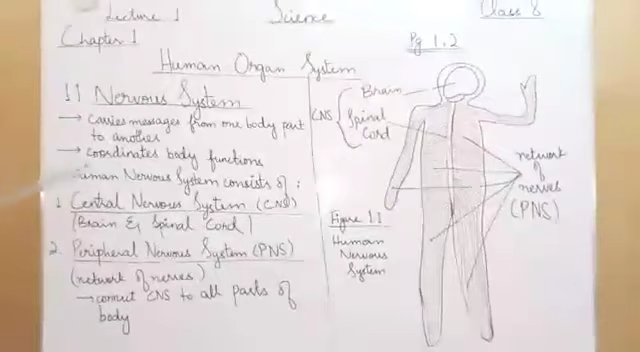 Lecture 1 Science Class 8
Chapter 1
Pg 1.2
Human Organ System
1.1 Nervous System
→ carries messages from one body part
to another
→ coordinates body functions
Human Nervous System consists of :
1. Central Nervous System (CNS)
(Brain & Spinal Cord)
2. Peripheral Nervous System (PNS)
(network of nerves)
→ connect CNS to all parts of
body
CNS
Brain
Spinal
Cord
network
of
nerves
(PNS)
Figure 1.1
Human
Nervous
System